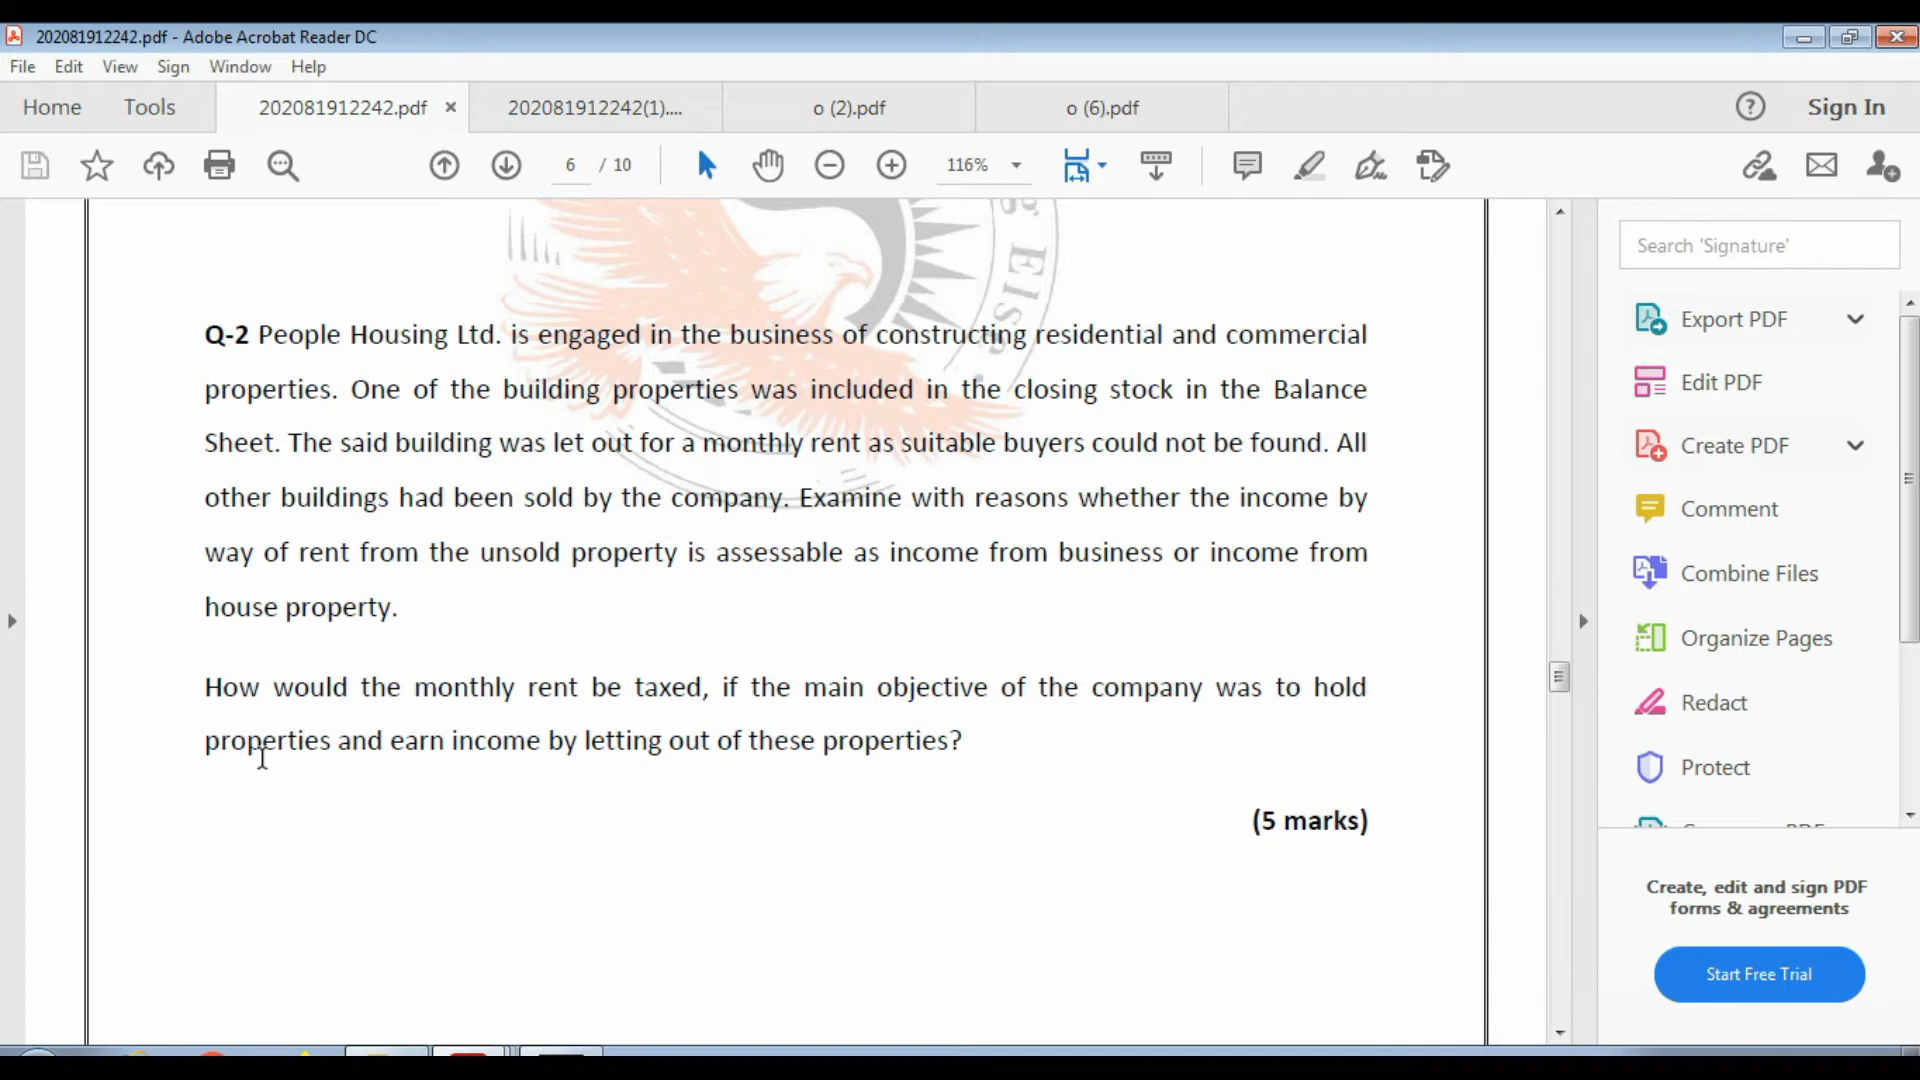 202081912242.pdf - Adobe Acrobat Reader DC
File Edit View Sign Window Help
Home Tools 202081912242.pdf × 202081912242(1).... o (2).pdf o (6).pdf ? Sign In
6 / 10 116%
g Else
Search 'Signature'
Q-2 People Housing Ltd. is engaged in the business of constructing residential and commercial
properties. One of the building properties was included in the closing stock in the Balance
Sheet. The said building was let out for a monthly rent as suitable buyers could not be found. All
other buildings had been sold by the company. Examine with reasons whether the income by
way of rent from the unsold property is assessable as income from business or income from
house property.
How would the monthly rent be taxed, if the main objective of the company was to hold
properties and earn income by letting out of these properties?
(5 marks)
Export PDF
Edit PDF
Create PDF
Comment
Combine Files
Organize Pages
Redact
Protect
Create, edit and sign PDF
forms & agreements
Start Free Trial